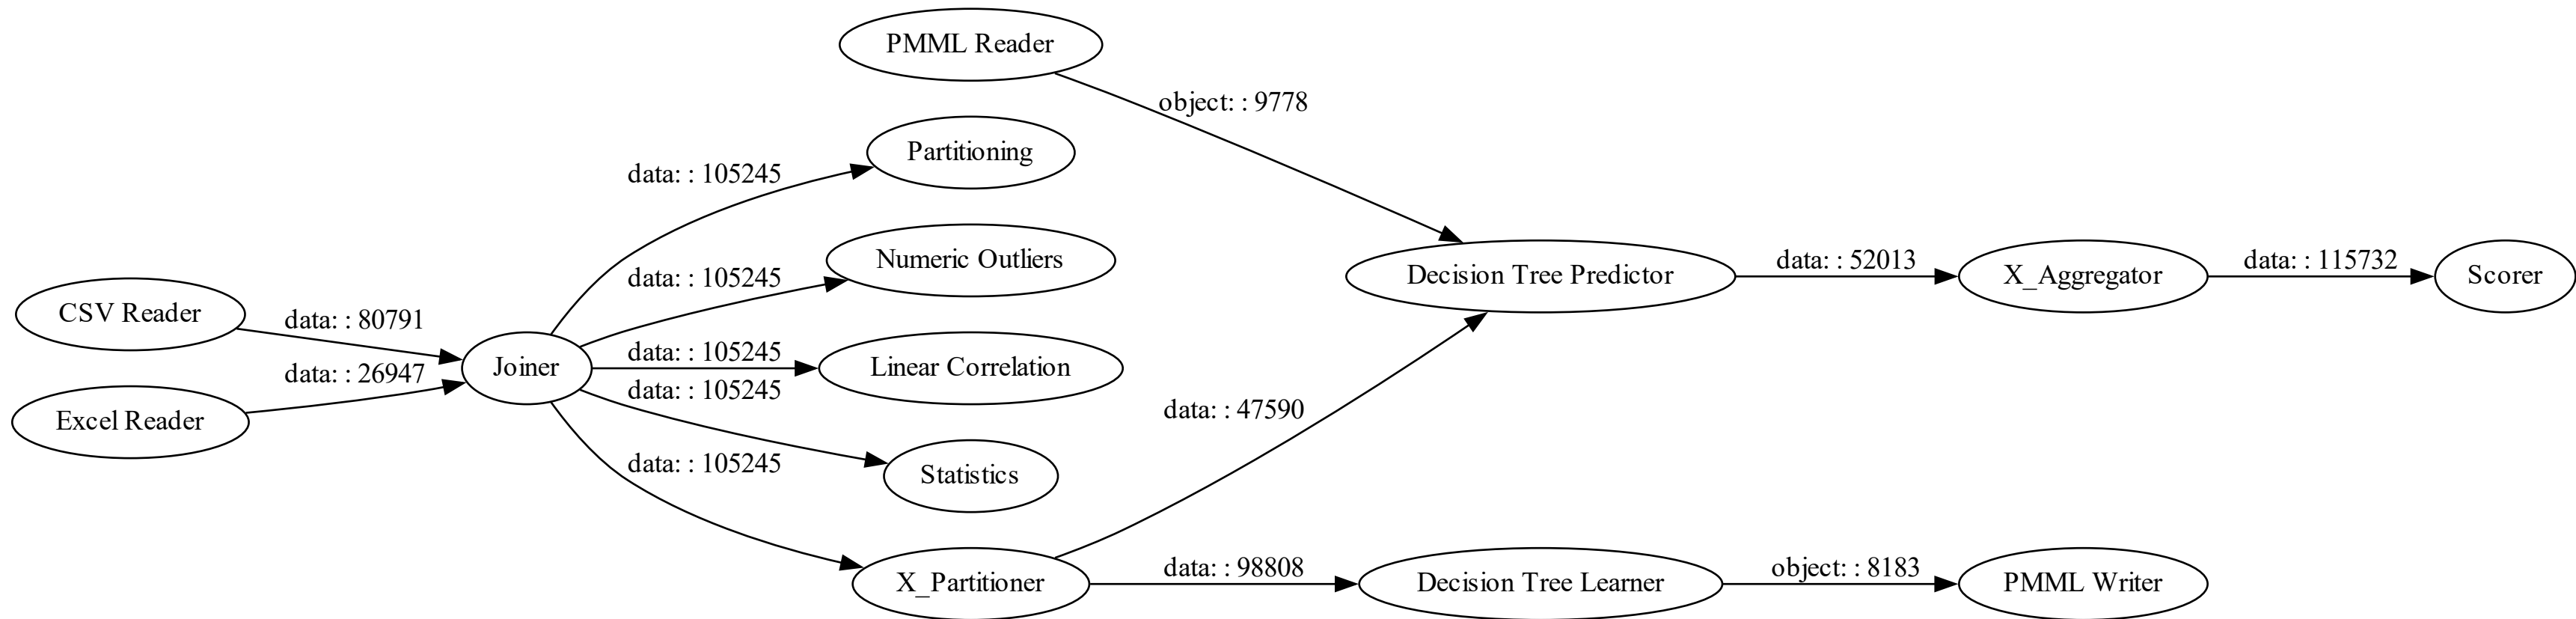 PMML Reader
object: : 9778
Partitioning
data: : 105245
Numeric Outliers
data: : 105245
CSV Reader
data: : 80791
Joiner
data: : 105245
Linear Correlation
Decision Tree Predictor
data: : 52013
X_Aggregator
data: : 115732
Scorer
Excel Reader
data: : 26947
data: : 105245
Statistics
data: : 47590
data: : 105245
X_Partitioner
data: : 98808
Decision Tree Learner
object: : 8183
PMML Writer